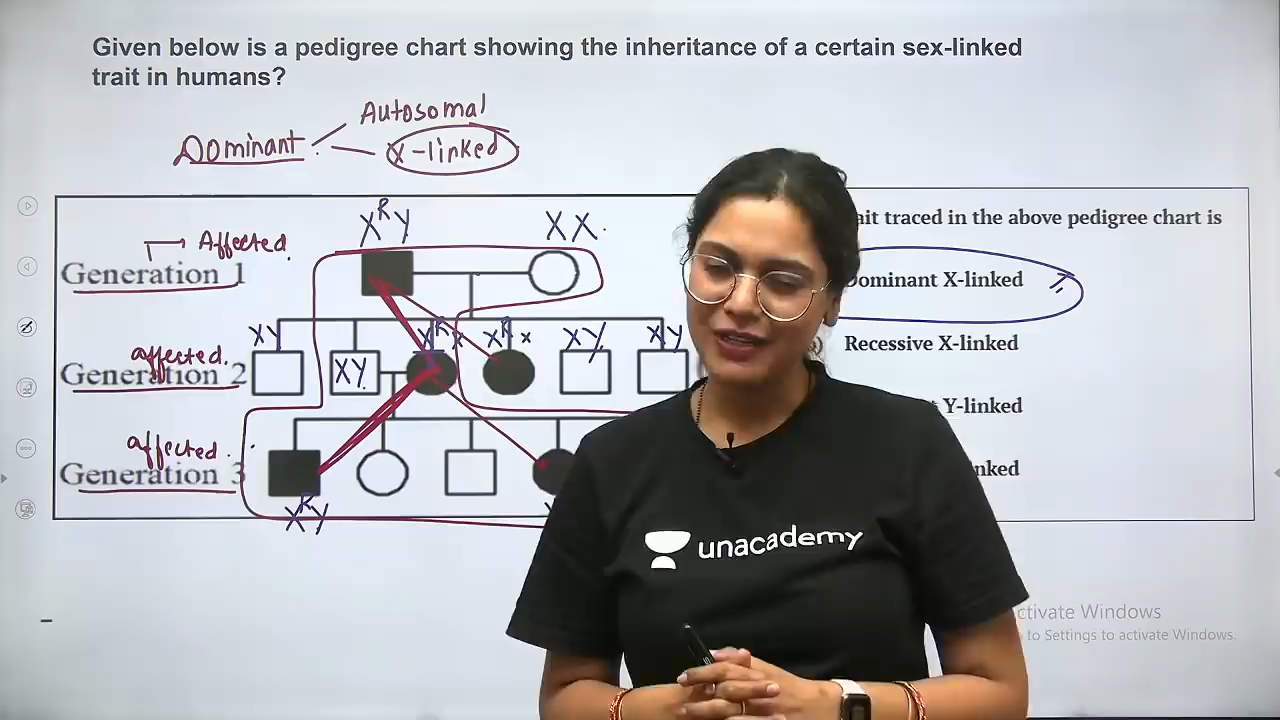 Given below is a pedigree chart showing the inheritance of a certain sex-linked
trait in humans?
Autosomal
Dominant
X-linked
X^R Y
X X.
ait traced in the above pedigree chart is
Affected.
Generation 1
Dominant X-linked
XY
X^R x
X^R x
XY
XY
Recessive X-linked
affected.
Generation 2
XY
Y-linked
affected.
Generation 3
nked
X^R Y
unacademy
ctivate Windows
to Settings to activate Windows.